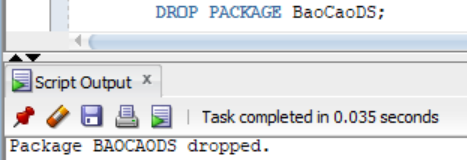 DROP PACKAGE BaoCaoDS;
Script Output x
Task completed in 0.035 seconds
Package BAOCAODS dropped.